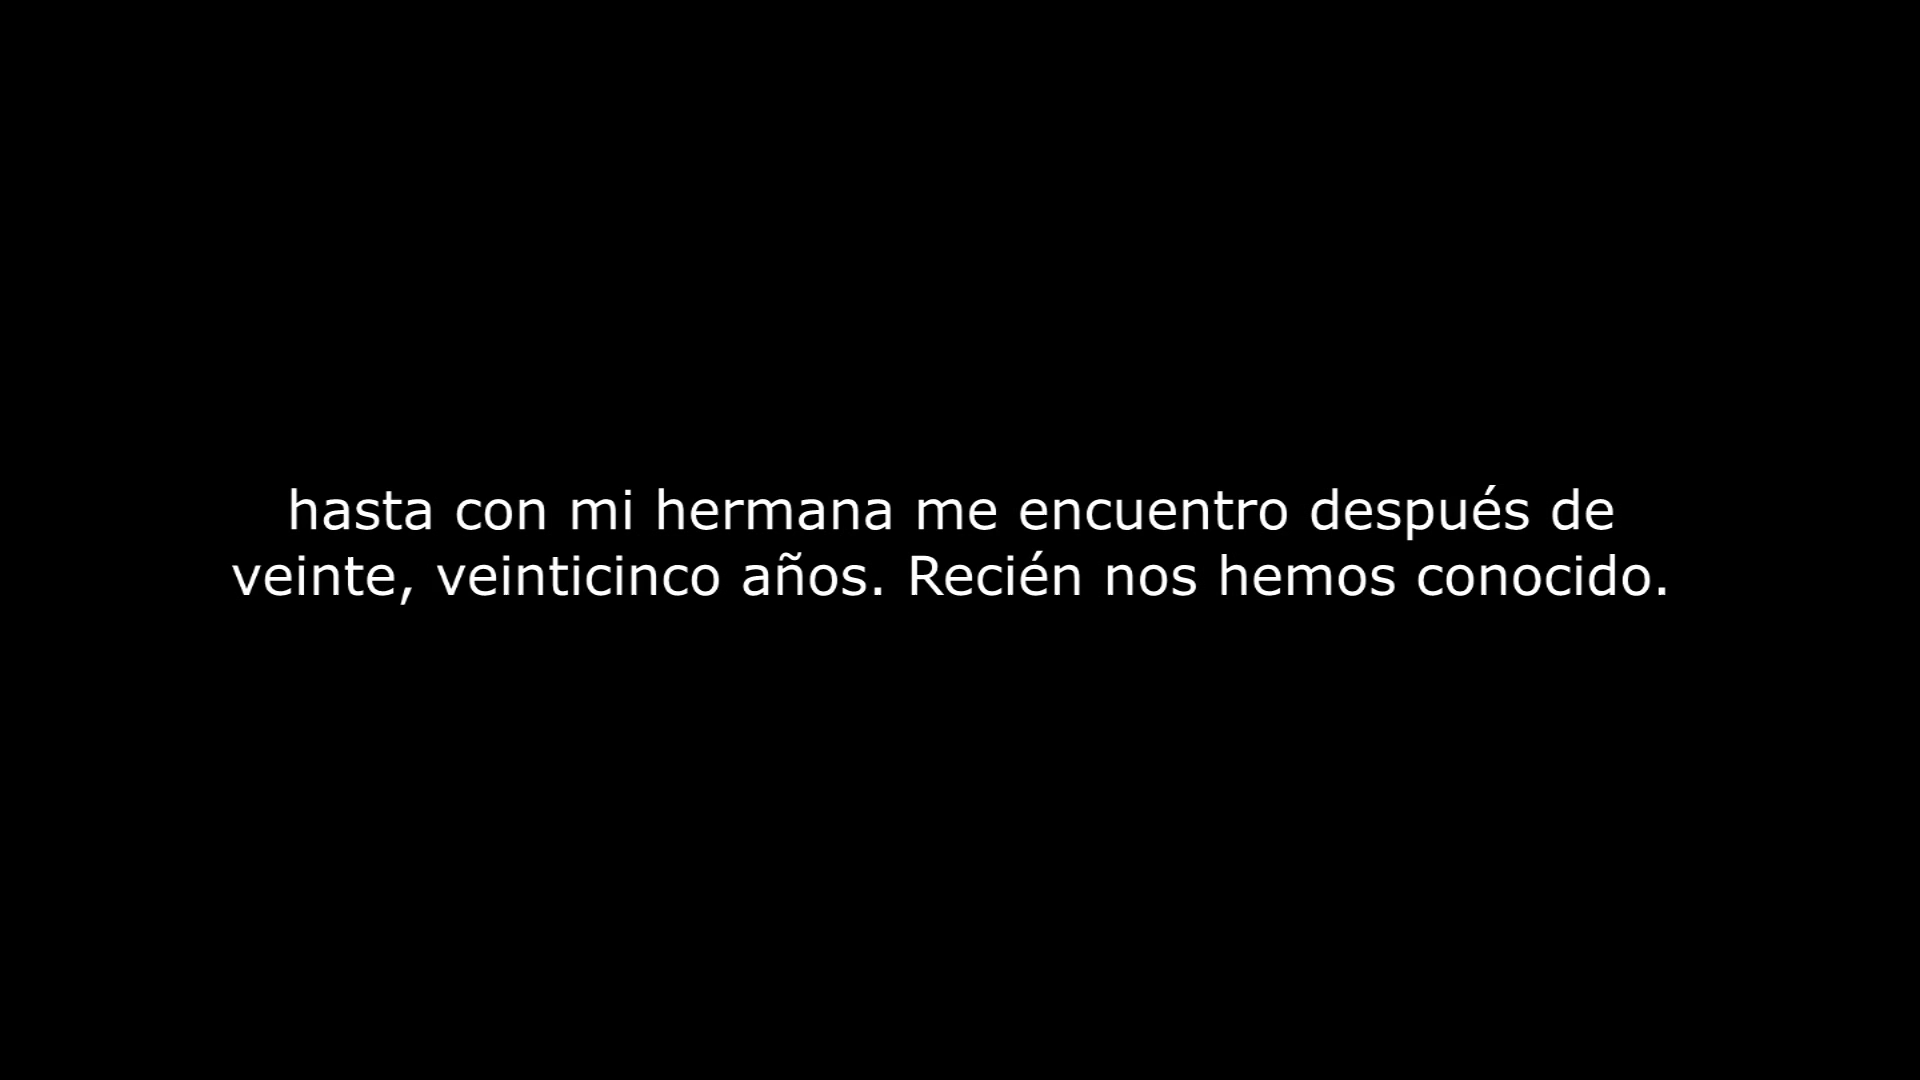 hasta con mi hermana me encuentro después de
veinte, veinticinco años. Recién nos hemos conocido.